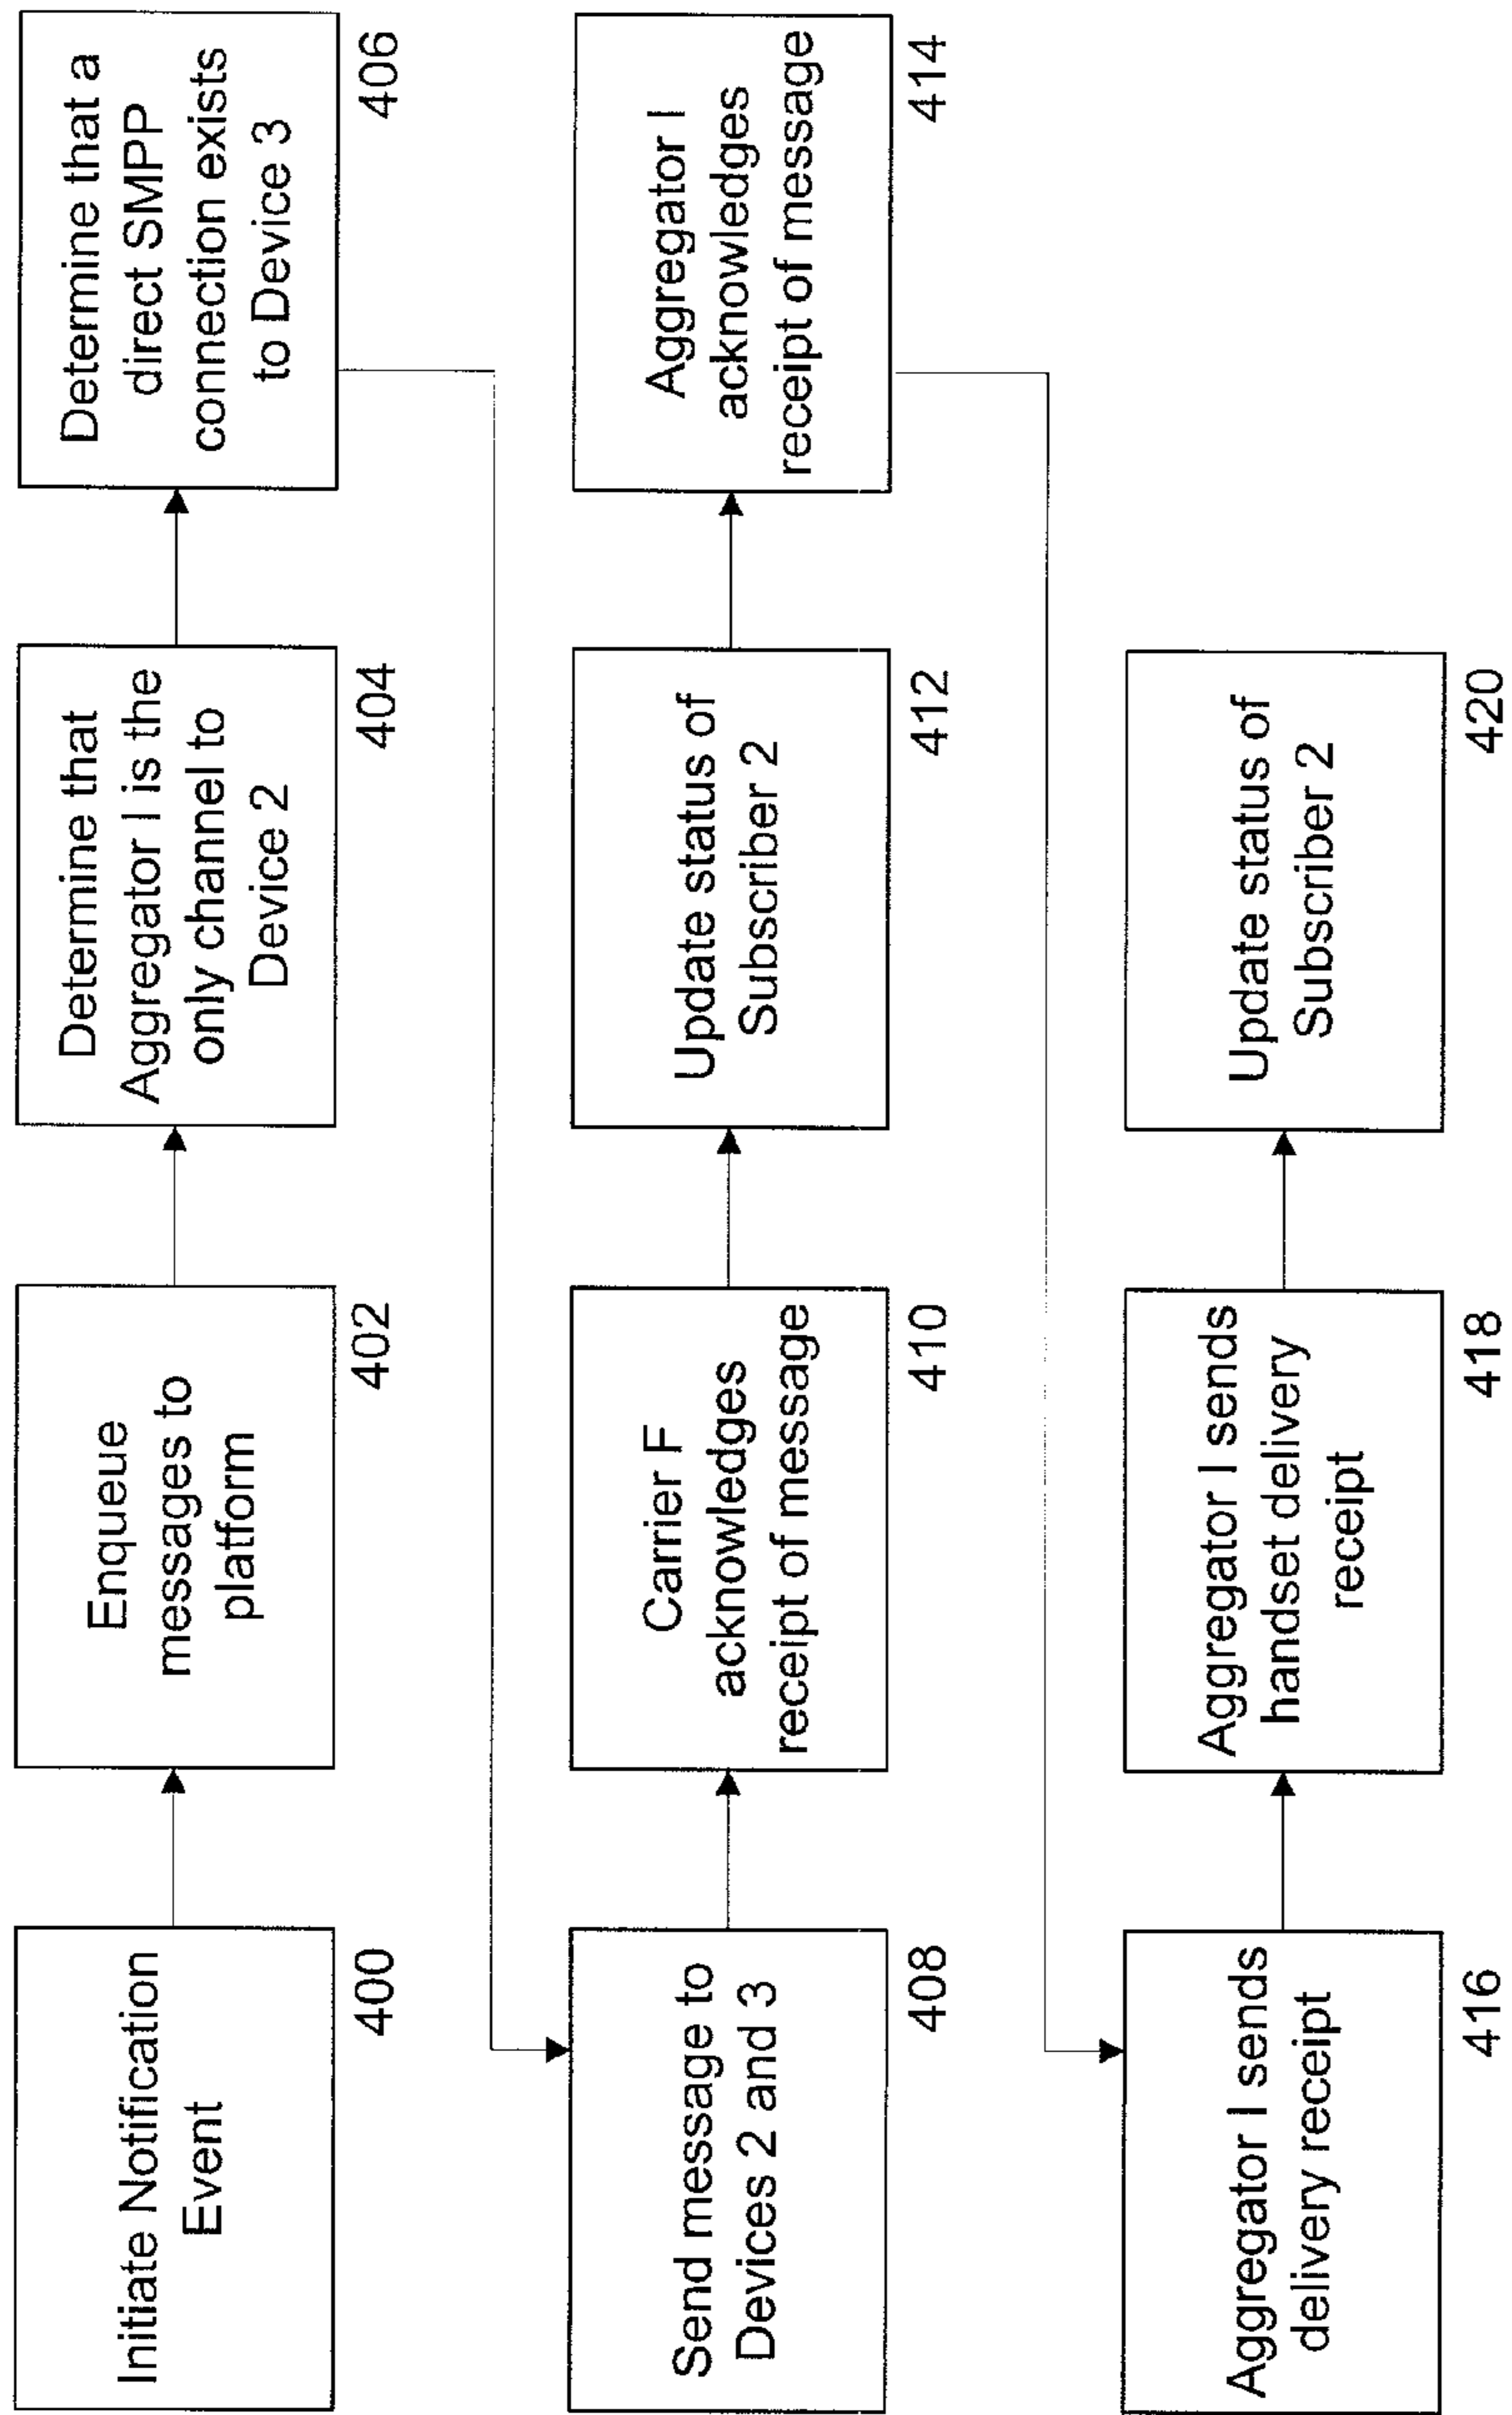 Initiate Notification
Event
400
Enqueue
messages to
platform
402
Determine that
Aggregator I is the
only channel to
Device 2
404
Determine that a
direct SMPP
connection exists
to Device 3
406
Send message to
Devices 2 and 3
408
Carrier F
acknowledges
receipt of message
410
Update status of
Subscriber 2
412
Aggregator I
acknowledges
receipt of message
414
Aggregator I sends
delivery receipt
416
Aggregator I sends
handset delivery
receipt
418
Update status of
Subscriber 2
420